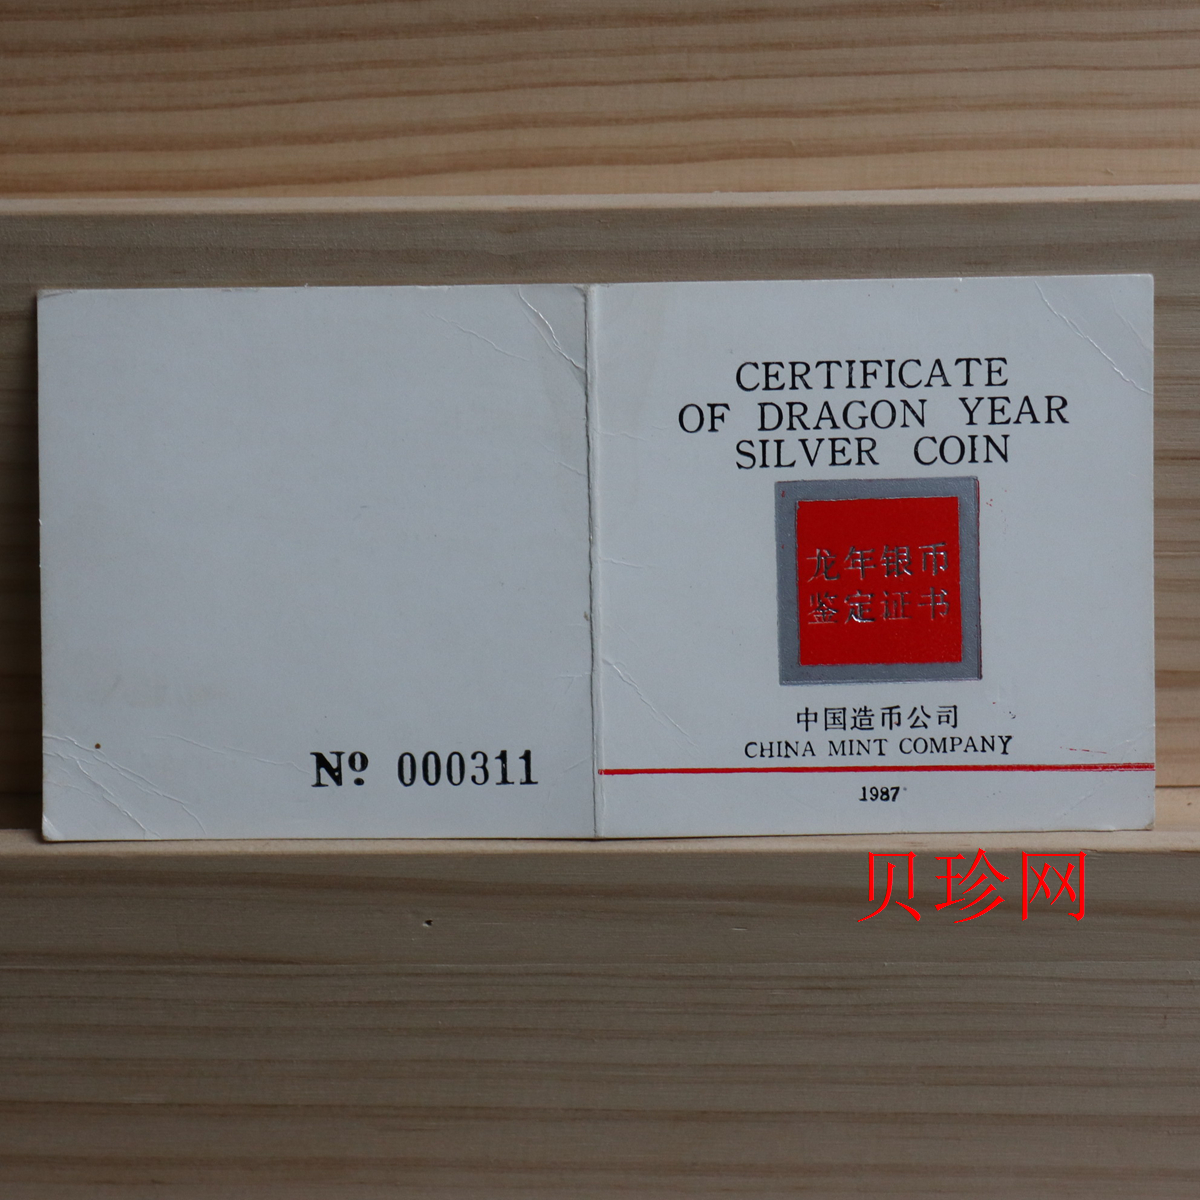 Nº 000311
CERTIFICATE
OF DRAGON YEAR
SILVER COIN
龙年银币
鉴定证书
中国造币公司
CHINA MINT COMPANY
1987
贝珍网